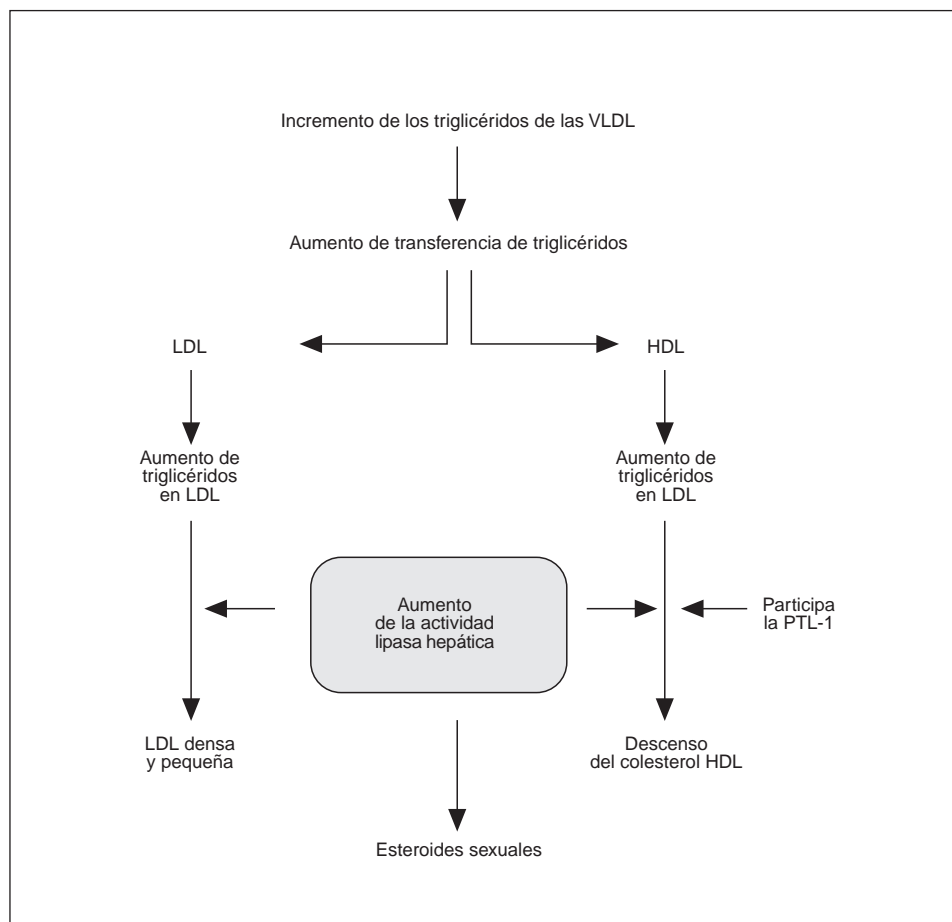 Incremento de los triglicéridos de las VLDL
Aumento de transferencia de triglicéridos
LDL
HDL
Aumento de
triglicéridos
en LDL
Aumento de
triglicéridos
en LDL
Aumento
de la actividad
lipasa hepática
Participa
la PTL-1
LDL densa
y pequeña
Descenso
del colesterol HDL
Esteroides sexuales